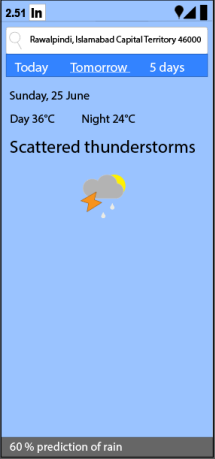 2.51 in
Rawalpindi, Islamabad Capital Territory 46000
Today Tomorrow 5 days
Sunday, 25 June
Day 36°C Night 24°C
Scattered thunderstorms
60 % prediction of rain